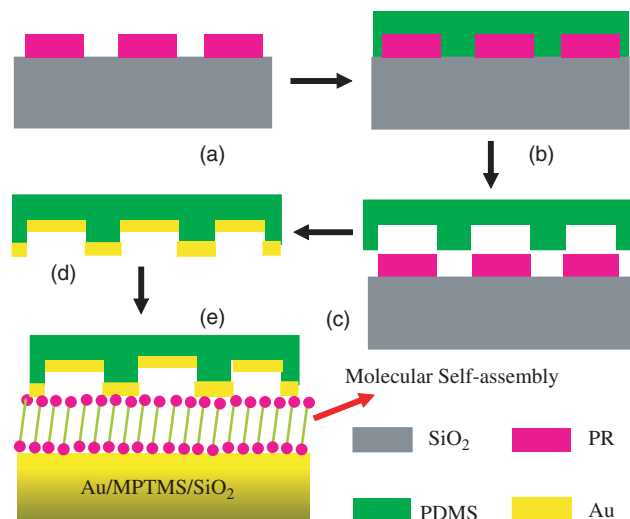 (a)
(b)
(d)
(e)
(c)
Molecular Self-assembly
SiO₂
PR
Au/MPTMS/SiO₂
PDMS
Au